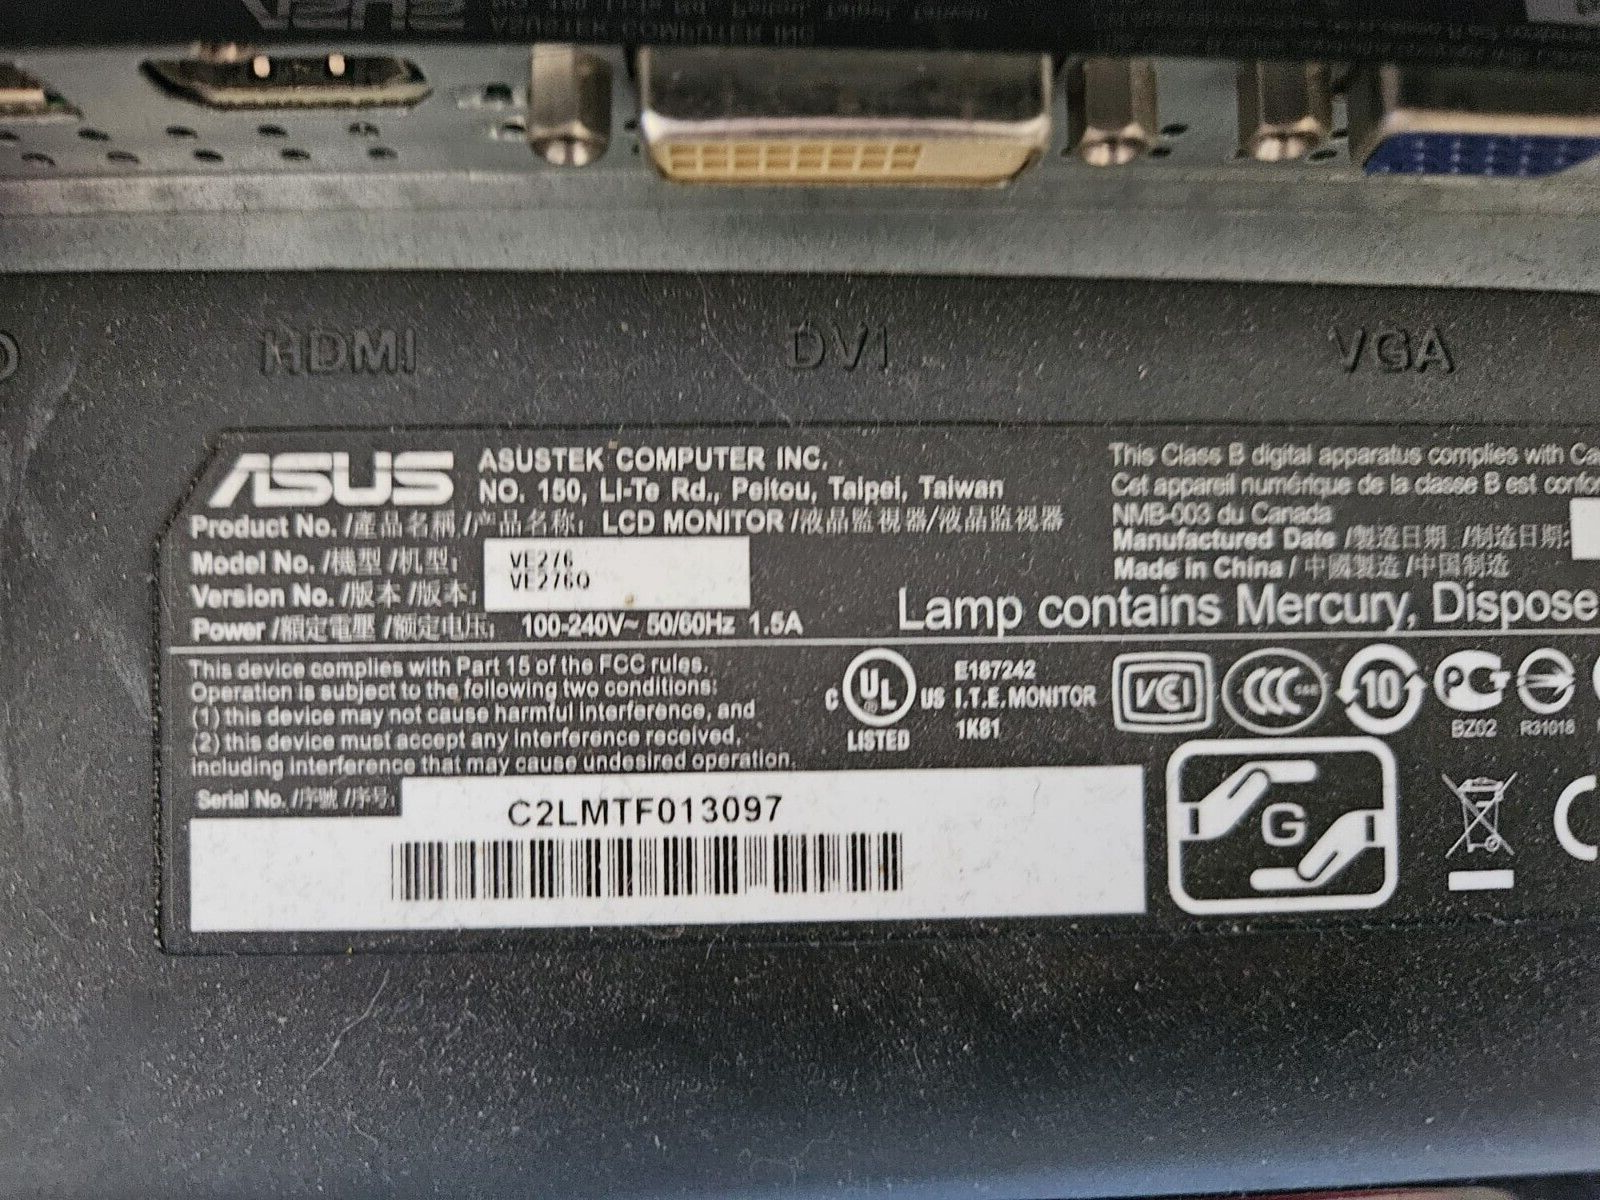 HDMI
DVI
VGA
ASUS
ASUSTEK COMPUTER INC.
NO. 150, Li-Te Rd., Peitou, Taipei, Taiwan
Product No. /產品名稱 /产品名称: LCD MONITOR /液晶監視器/液晶监视器
Model No. /機型 /机型: VE276
Version No. /版本 /版本: VE276Q
Power /額定電壓 /额定电压: 100-240V~ 50/60Hz 1.5A
This Class B digital apparatus complies with
Cet appareil numérique de la classe B est
NMB-003 du Canada
Manufactured Date /製造日期 /制造日期:
Made in China / 中國製造 /中国制造
Lamp contains Mercury, Dispose
This device complies with Part 15 of the FCC rules.
Operation is subject to the following two conditions:
(1) this device may not cause harmful interference, and
(2) this device must accept any interference received,
including interference that may cause undesired operation.
C UL US
LISTED
E187242
I.T.E. MONITOR
1K81
VCI
CCC
10
PCT
BZ02
R31018
Serial No. /序號 /序号:
C2LMTF013097
G